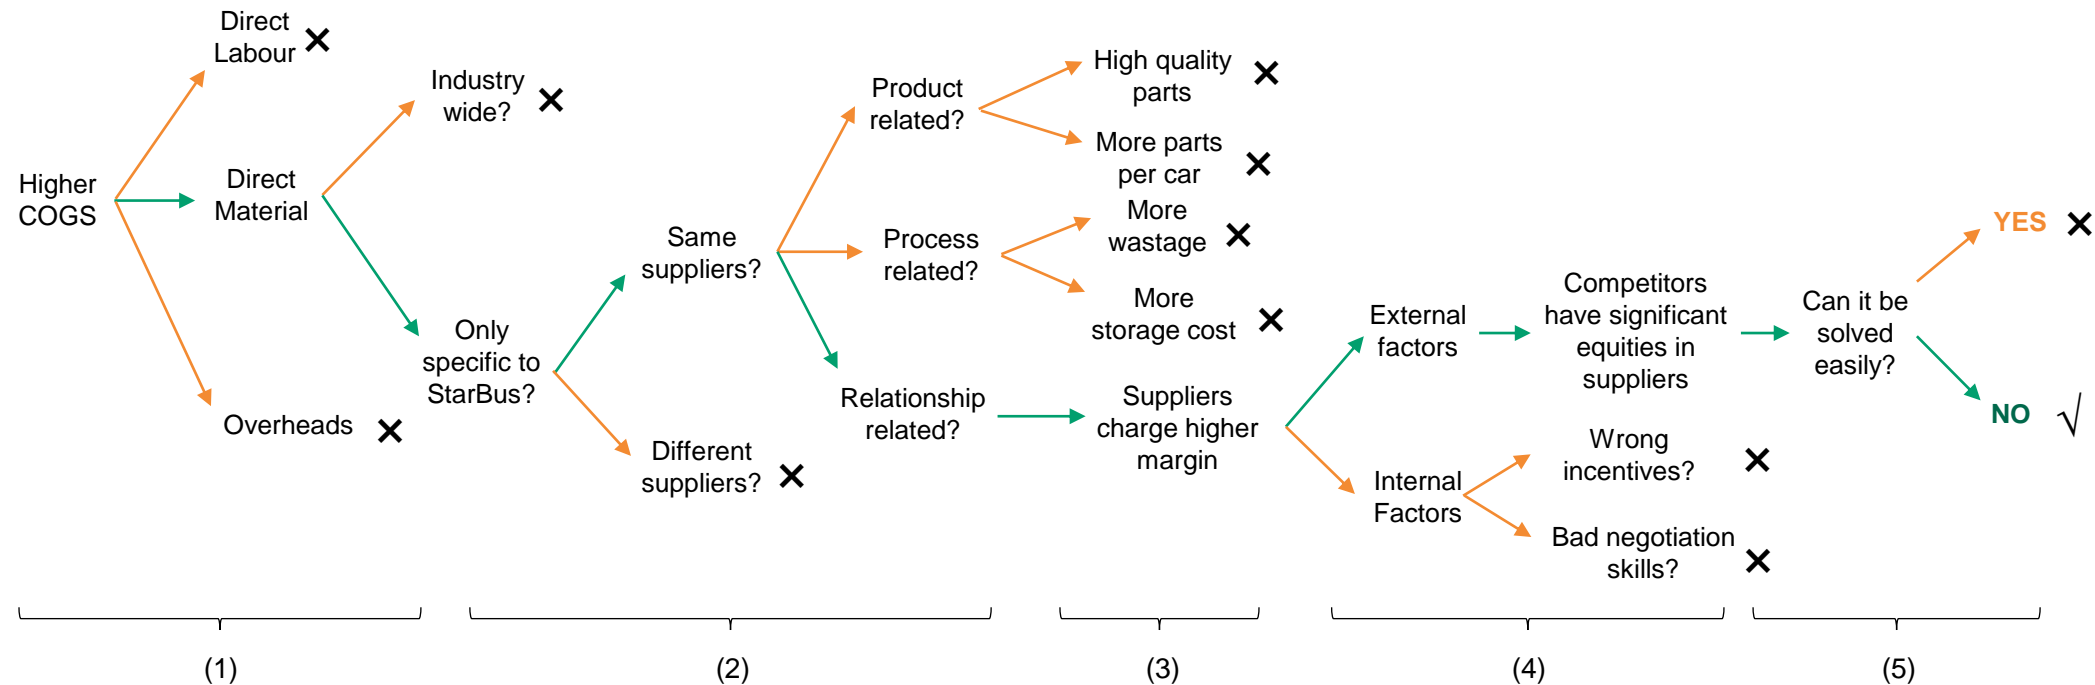 Higher
COGS
Direct
Labour
Direct
Material
Overheads
Industry
wide?
Only
specific to
StarBus?
Same
suppliers?
Different
suppliers?
Product
related?
Process
related?
Relationship
related?
High quality
parts
More parts
per car
More
wastage
More
storage cost
Suppliers
charge higher
margin
External
factors
Internal
Factors
Competitors
have significant
equities in
suppliers
Wrong
incentives?
Bad negotiation
skills?
Can it be
solved
easily?
YES
NO √
(1)
(2)
(3)
(4)
(5)